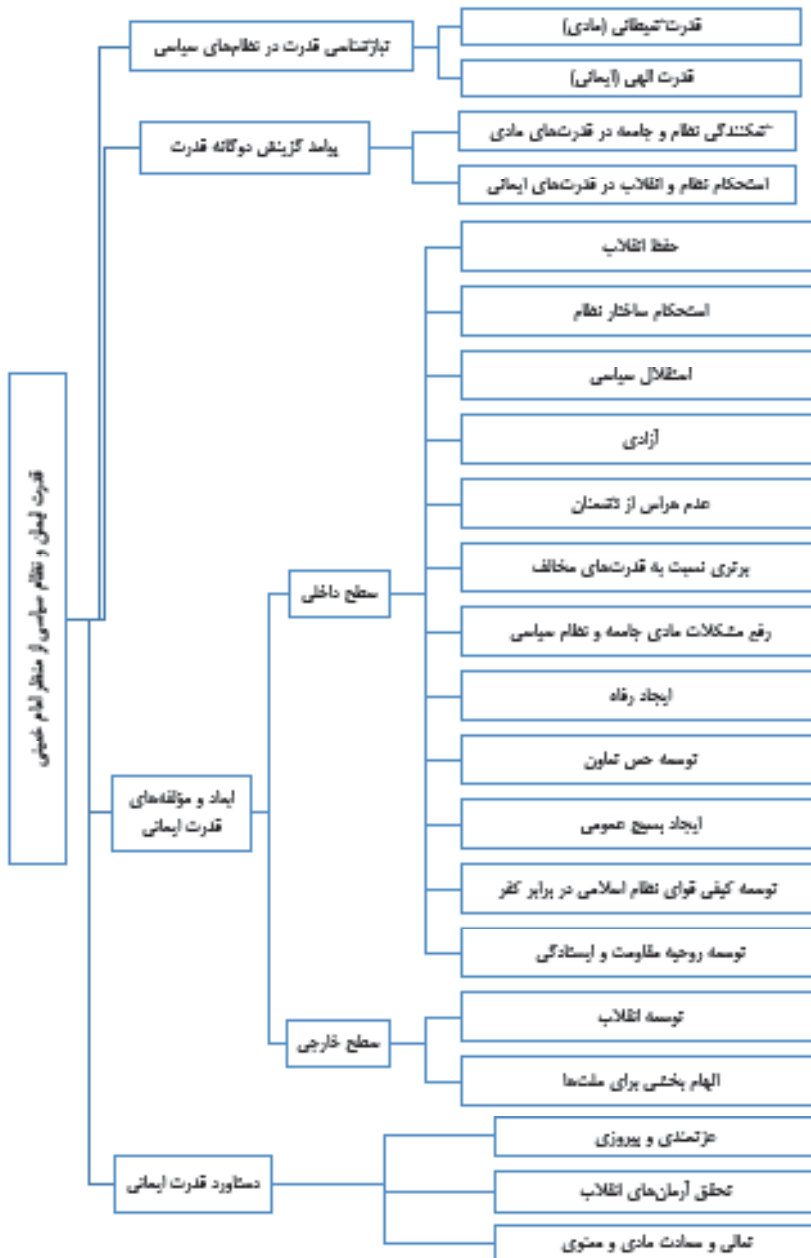 قدرت ایمان و نظام سیاسی از منظر امام خمینی
تبارشناسی قدرت در نظام‌های سیاسی
قدرت شیطانی (مادی)
قدرت الهی (ایمانی)
پیامد گزینش دوگانه قدرت
شکنندگی نظام و جامعه در قدرت‌های مادی
استحکام نظام و انقلاب در قدرت‌های ایمانی
ابعاد و مؤلفه‌های
قدرت ایمانی
سطح داخلی
حفظ انقلاب
استحکام ساختار نظام
استقلال سیاسی
آزادی
عدم هراس از دشمنان
برتری نسبت به قدرت‌های مخالف
رفع مشکلات مادی جامعه و نظام سیاسی
ایجاد رفاه
توسعه حس تعاون
ایجاد بسیج عمومی
توسعه کیفی قوای نظام اسلامی در برابر کفر
توسعه روحیه مقاومت و ایستادگی
سطح خارجی
توسعه انقلاب
الهام بخشی برای ملت‌ها
دستاورد قدرت ایمانی
عزتمندی و پیروزی
تحقق آرمان‌های انقلاب
تعالی و سعادت مادی و معنوی